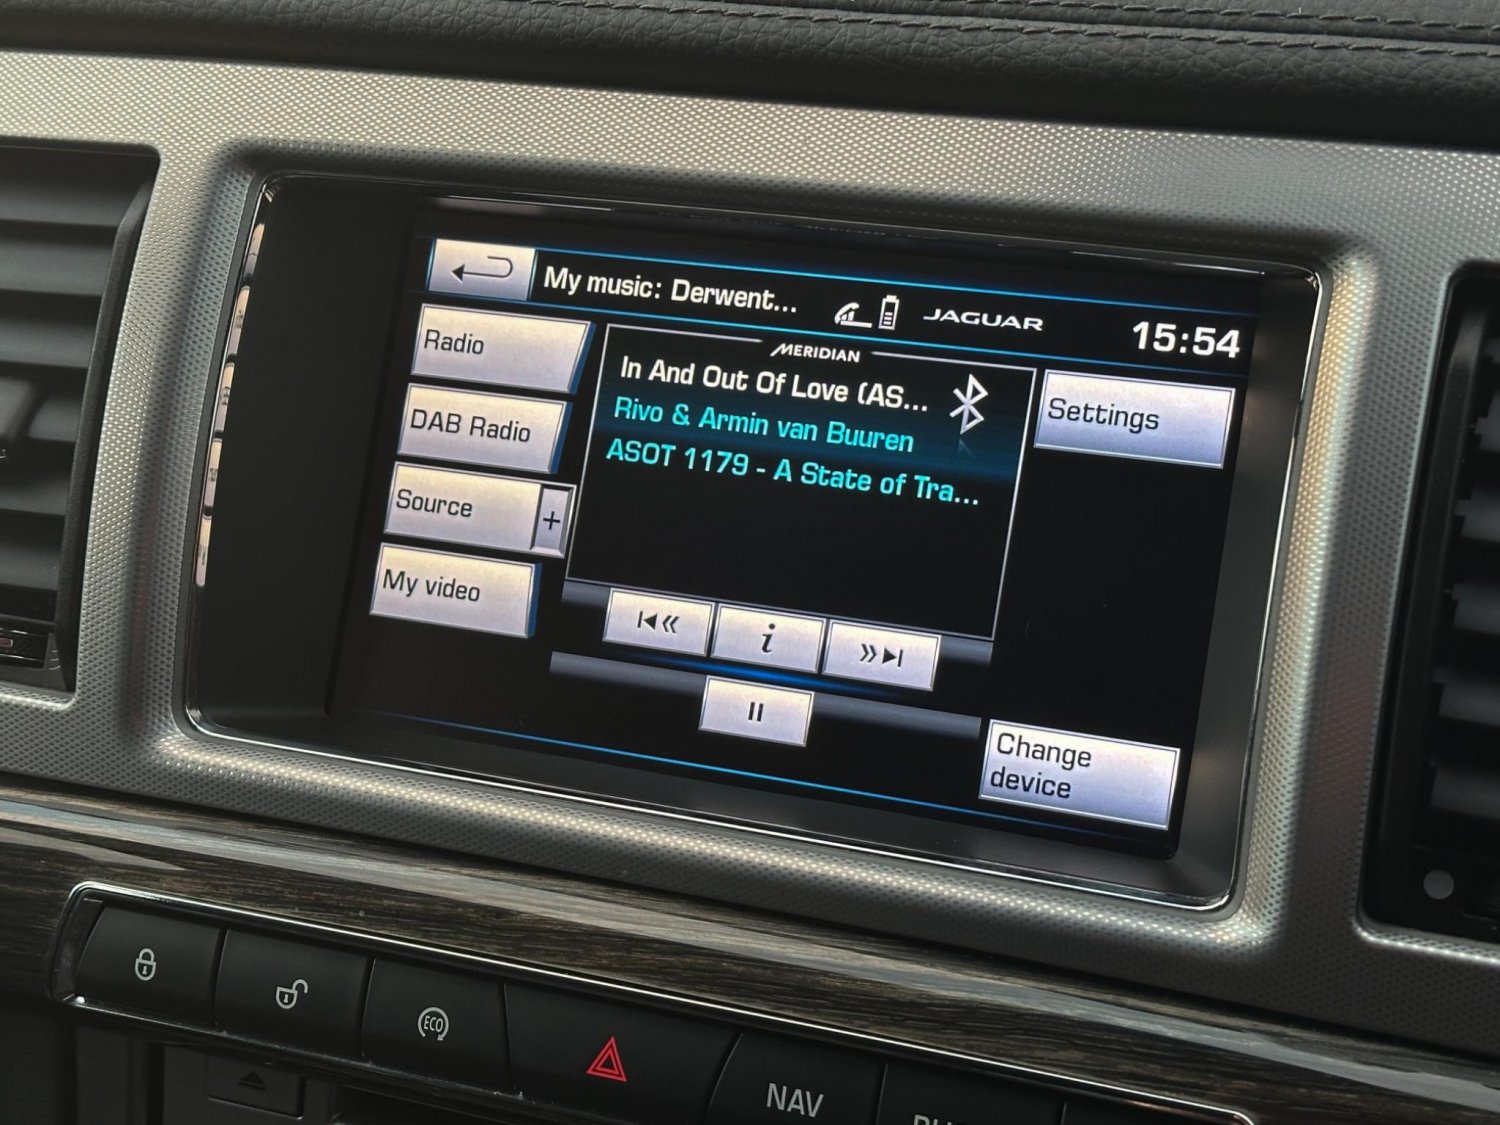 My music: Derwent...
JAGUAR
15:54
Radio
DAB Radio
Source +
My video
MERIDIAN
In And Out Of Love (AS...
Rivo & Armin van Buuren
ASOT 1179 - A State of Tra...
Settings
i
Change
device
ECO
NAV